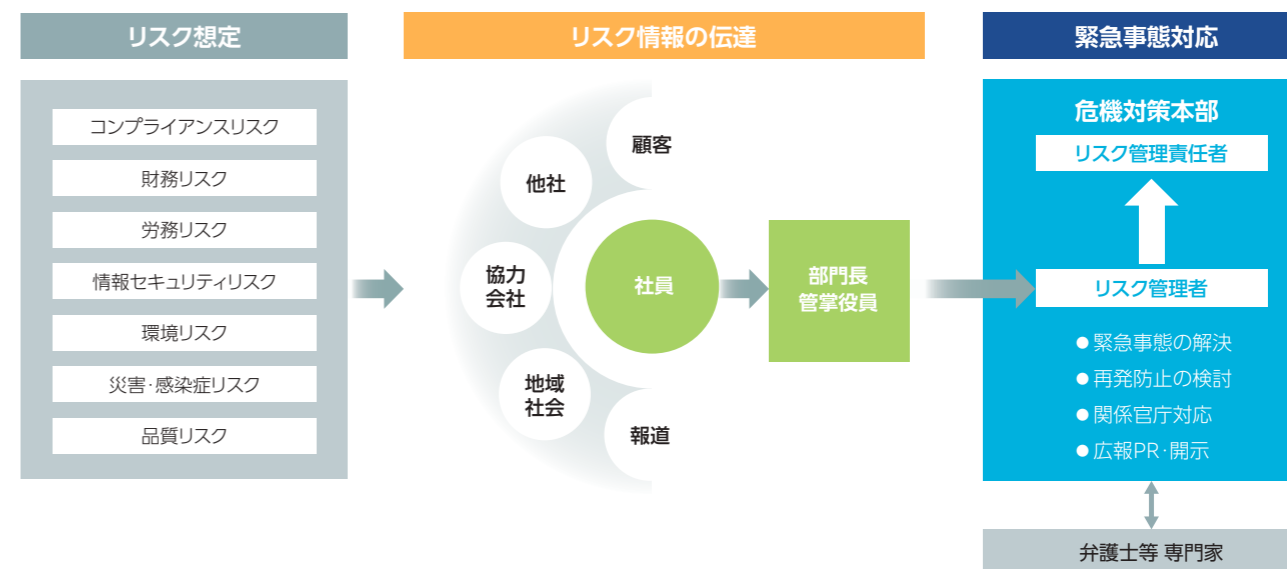 リスク想定
コンプライアンスリスク
財務リスク
労務リスク
情報セキュリティリスク
環境リスク
災害･感染症リスク
品質リスク
リスク情報の伝達
顧客
他社
協力
会社
地域
社会
報道
社員
部門長
管掌役員
緊急事態対応
危機対策本部
リスク管理責任者
リスク管理者
●緊急事態の解決
●再発防止の検討
●関係官庁対応
●広報PR･開示
弁護士等 専門家